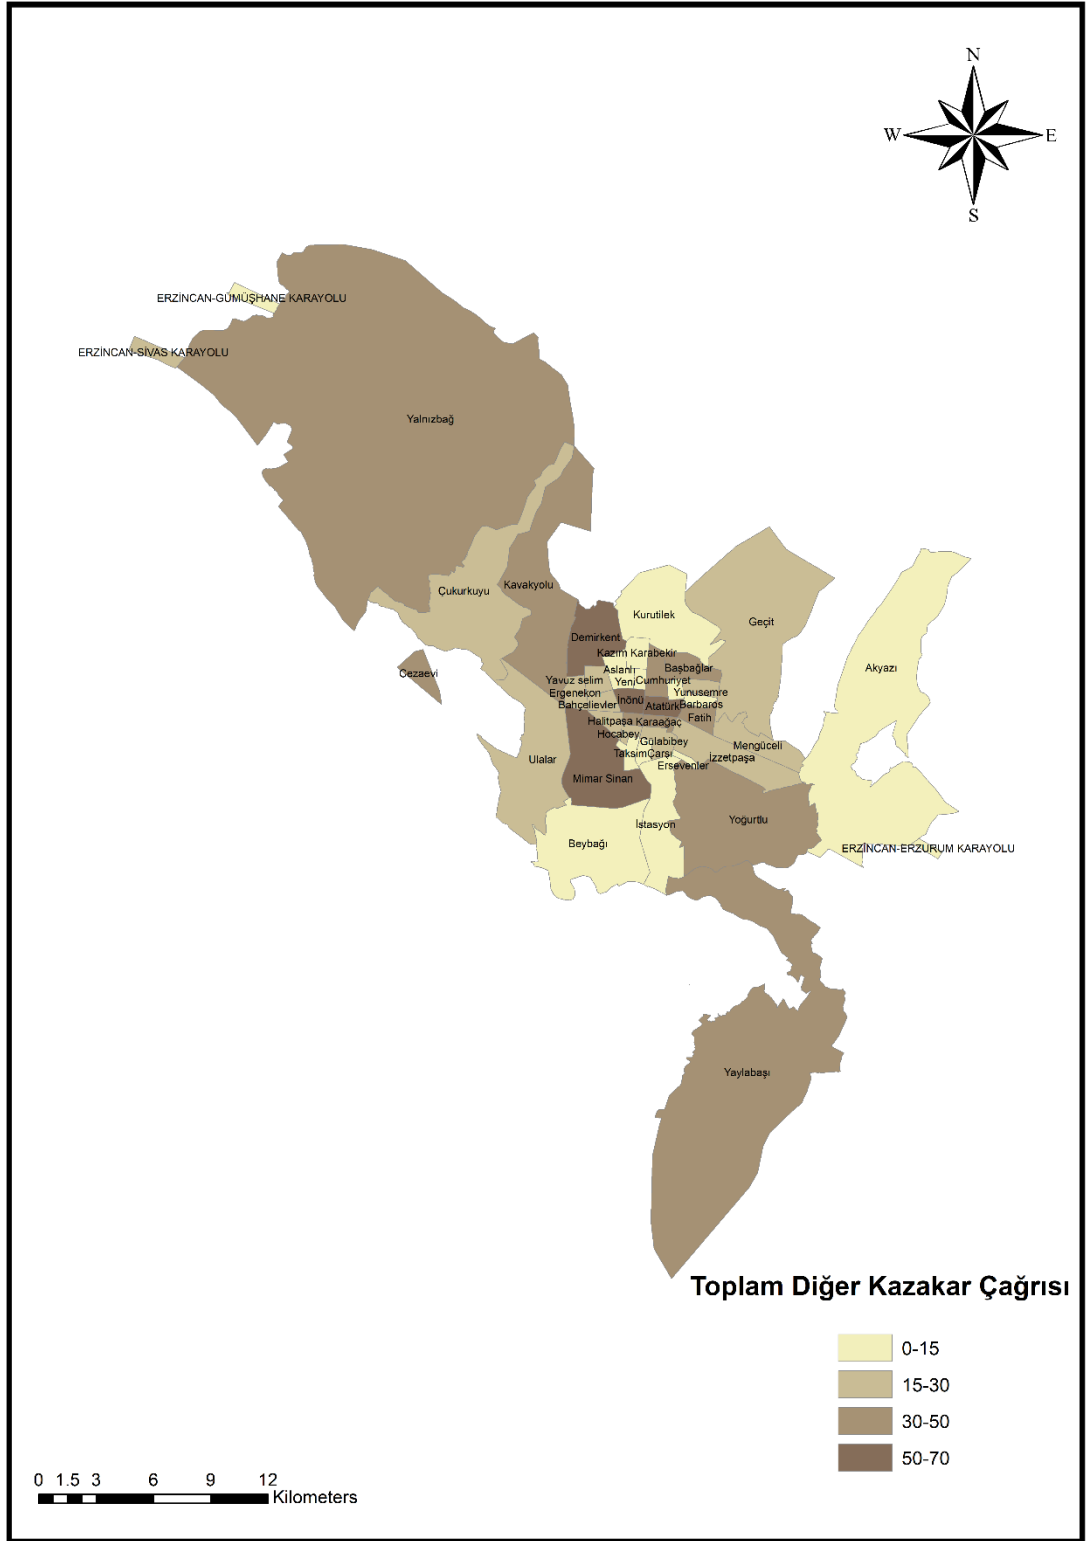 N
W
E
S
ERZİNCAN-GÜMÜŞHANE KARAYOLU
ERZİNCAN-SİVAS KARAYOLU
Yalnızbağ
Çukurkuyu
Kavakyolu
Kurutilek
Geçit
Demirkent
Kazım Karabekir
Akyazı
Cezaevi
Aslanlı
Başbağlar
Yavuz selim
Yeni
Cumhuriyet
Ergenekon
Yunusemre
Bahçelievler
İnönü
Atatürk
Barbaros
Halitpaşa
Karaağaç
Fatih
Hocabey
Gülabibey
Mengüceli
Ulalar
Taksim
Çarşı
İzzetpaşa
Ersevenler
Mimar Sinan
Yoğurtlu
İstasyon
Beybağı
ERZİNCAN-ERZURUM KARAYOLU
Yaylabaşı
Toplam Diğer Kazakar Çağrısı
0-15
15-30
30-50
50-70
0 1.5 3 6 9 12
Kilometers